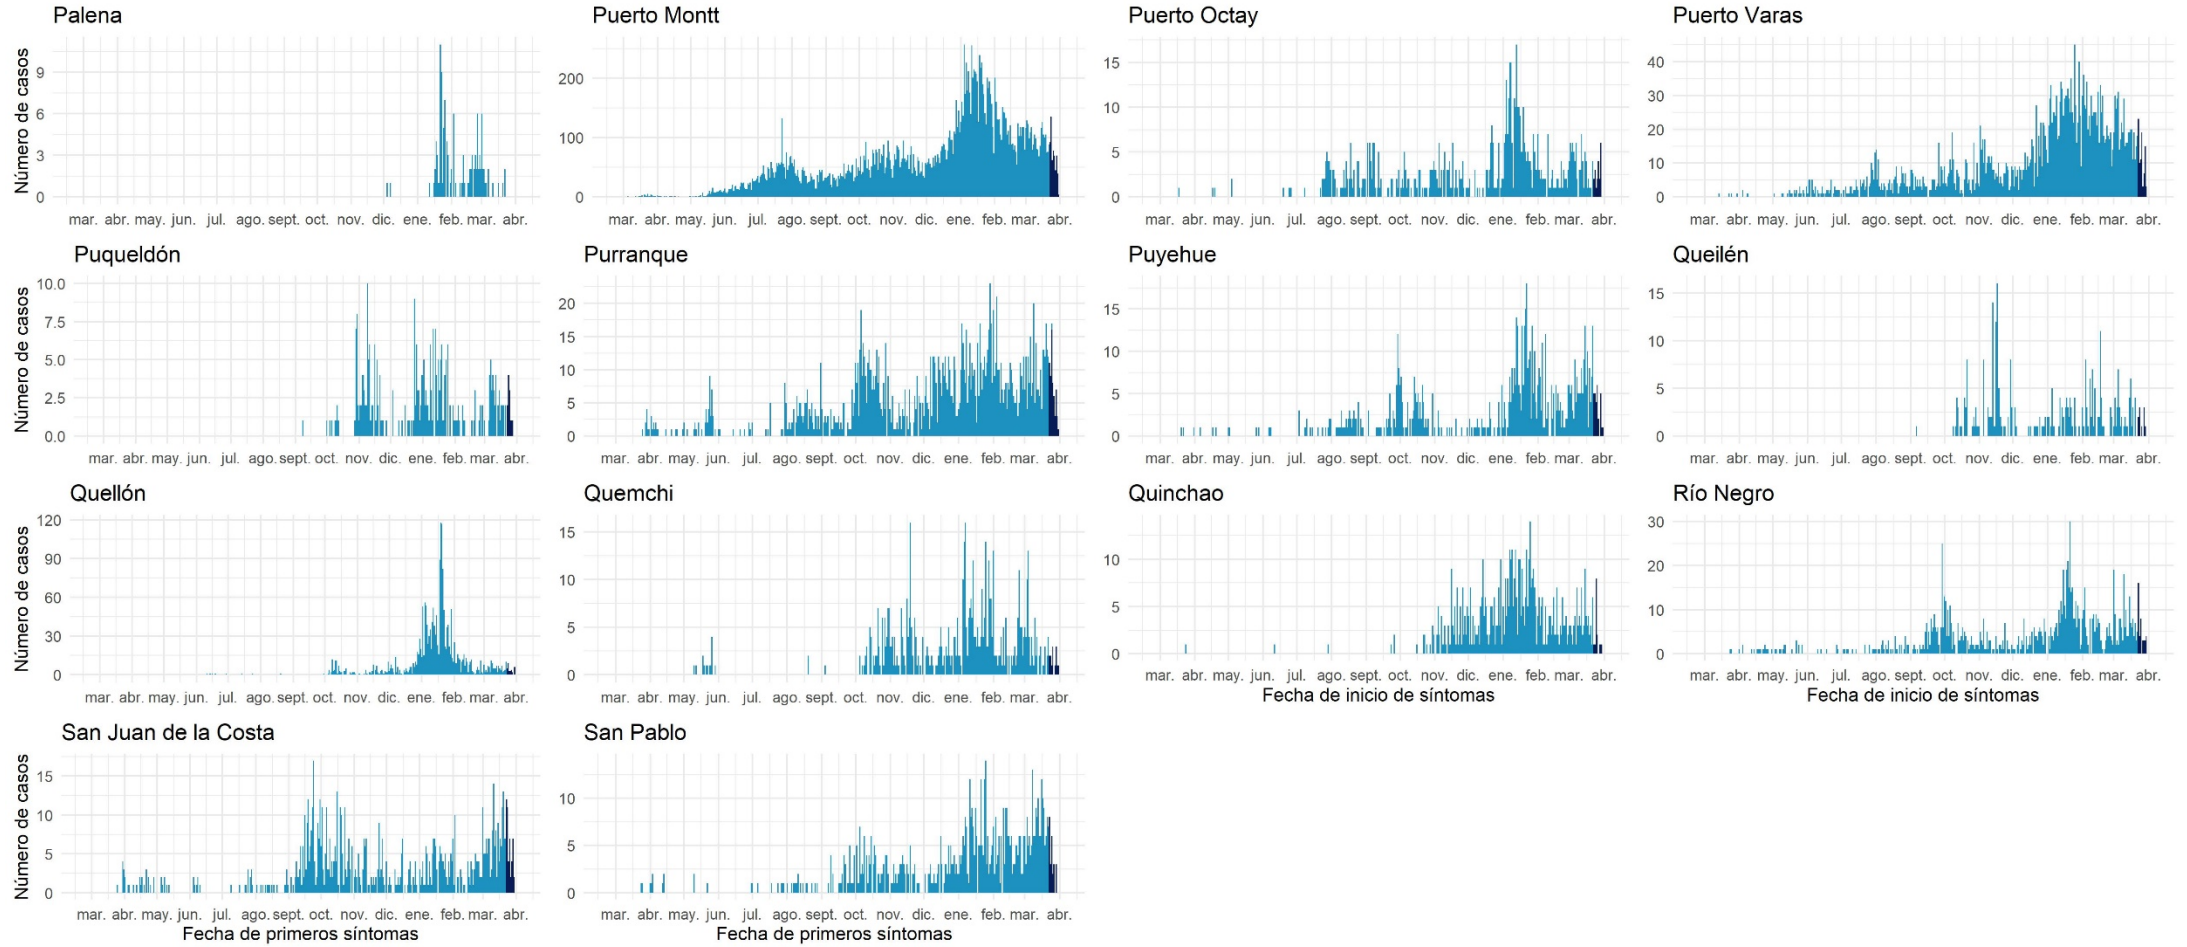 Palena
Número de casos
9
6
3
0
mar. abr. may. jun. jul. ago. sept. oct. nov. dic. ene. feb. mar. abr.
Puerto Montt
200
100
0
mar. abr. may. jun. jul. ago. sept. oct. nov. dic. ene. feb. mar. abr.
Puerto Octay
15
10
5
0
mar. abr. may. jun. jul. ago. sept. oct. nov. dic. ene. feb. mar. abr.
Puerto Varas
40
30
20
10
0
mar. abr. may. jun. jul. ago. sept. oct. nov. dic. ene. feb. mar. abr.
Puqueldón
Número de casos
10.0
7.5
5.0
2.5
0.0
mar. abr. may. jun. jul. ago. sept. oct. nov. dic. ene. feb. mar. abr.
Purranque
20
15
10
5
0
mar. abr. may. jun. jul. ago. sept. oct. nov. dic. ene. feb. mar. abr.
Puyehue
15
10
5
0
mar. abr. may. jun. jul. ago. sept. oct. nov. dic. ene. feb. mar. abr.
Queilén
15
10
5
0
mar. abr. may. jun. jul. ago. sept. oct. nov. dic. ene. feb. mar. abr.
Quellón
Número de casos
120
90
60
30
0
mar. abr. may. jun. jul. ago. sept. oct. nov. dic. ene. feb. mar. abr.
Quemchi
15
10
5
0
mar. abr. may. jun. jul. ago. sept. oct. nov. dic. ene. feb. mar. abr.
Quinchao
10
5
0
mar. abr. may. jun. jul. ago. sept. oct. nov. dic. ene. feb. mar. abr.
Fecha de inicio de síntomas
Río Negro
30
20
10
0
mar. abr. may. jun. jul. ago. sept. oct. nov. dic. ene. feb. mar. abr.
Fecha de inicio de síntomas
San Juan de la Costa
Número de casos
15
10
5
0
mar. abr. may. jun. jul. ago. sept. oct. nov. dic. ene. feb. mar. abr.
Fecha de primeros síntomas
San Pablo
10
5
0
mar. abr. may. jun. jul. ago. sept. oct. nov. dic. ene. feb. mar. abr.
Fecha de primeros síntomas